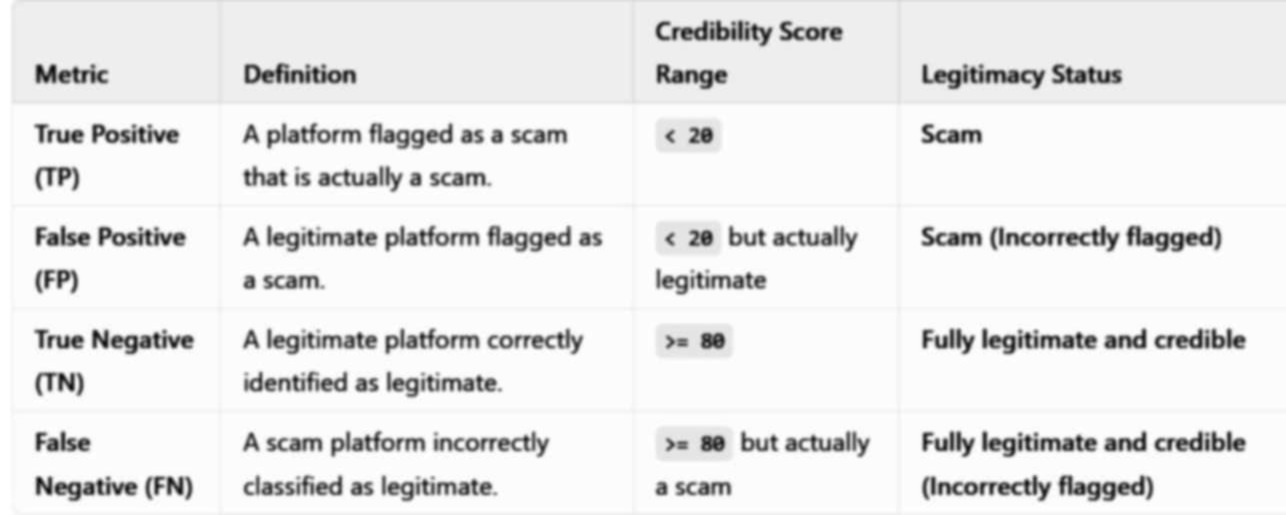 Metric
Definition
Credibility Score
Range
Legitimacy Status
True Positive
(TP)
A platform flagged as a scam
that is actually a scam.
< 20
Scam
False Positive
(FP)
A legitimate platform flagged as
a scam.
< 20 but actually
legitimate
Scam (Incorrectly flagged)
True Negative
(TN)
A legitimate platform correctly
identified as legitimate.
>= 80
Fully legitimate and credible
False
Negative (FN)
A scam platform incorrectly
classified as legitimate.
>= 80 but actually
a scam
Fully legitimate and credible
(Incorrectly flagged)